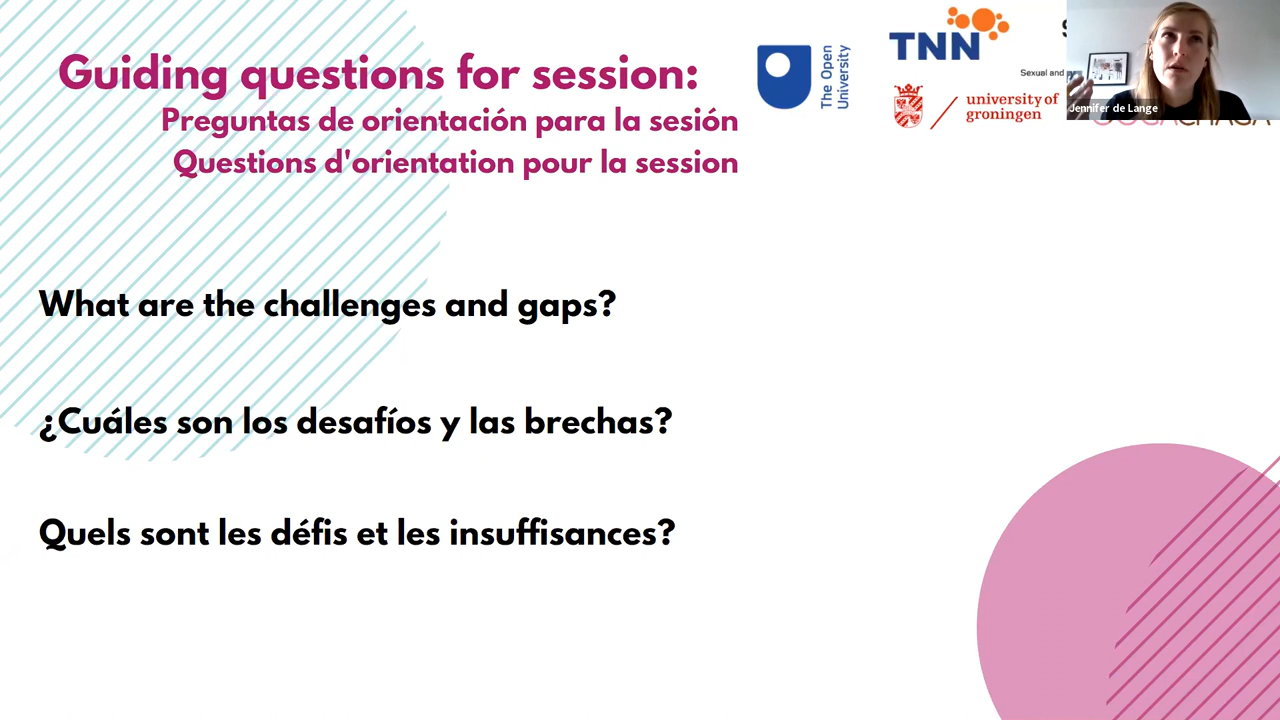 Guiding questions for session:
Preguntas de orientación para la sesión
Questions d'orientation pour la session
The Open
University
TNN
Sexual and
university of
groningen
Jennifer de Lange
What are the challenges and gaps?
¿Cuáles son los desafíos y las brechas?
Quels sont les défis et les insuffisances?